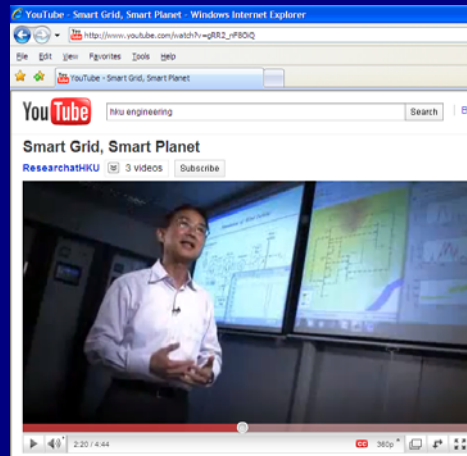 YouTube - Smart Grid, Smart Planet - Windows Internet Explorer
http://www.youtube.com/watch?v=gRR2_nF8OiQ
File Edit View Favorites Tools Help
YouTube - Smart Grid, Smart Planet
YouTube hku engineering Search
Smart Grid, Smart Planet
ResearchatHKU 3 videos Subscribe
2:20 / 4:44 CC 360p